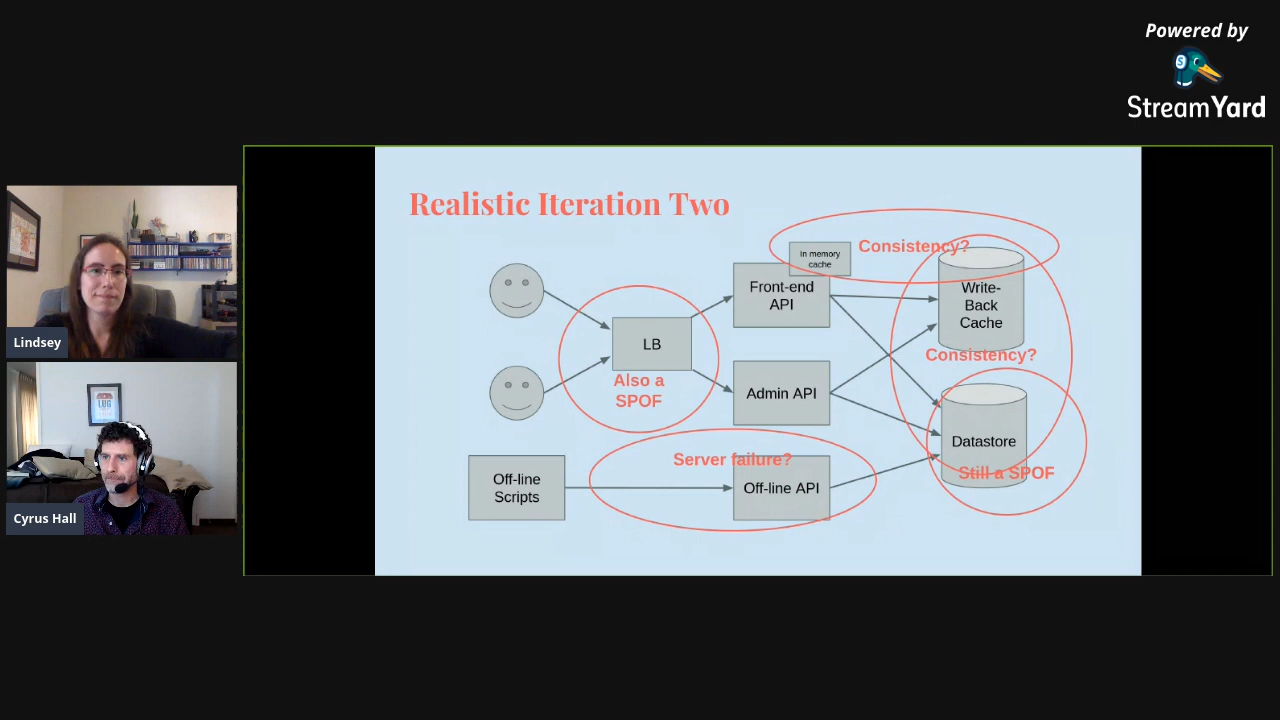 Powered by
StreamYard
Lindsey
Cyrus Hall
Realistic Iteration Two
In memory
cache
Consistency?
Front-end
API
Write-
Back
Cache
LB
Also a
SPOF
Consistency?
Admin API
Datastore
Server failure?
Still a SPOF
Off-line
Scripts
Off-line API